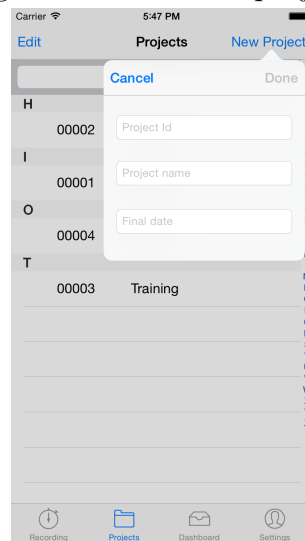 Carrier 5:47 PM
Edit Projects New Project
Cancel Done
H
00002 Project Id
I
00001 Project name
O
00004 Final date
T
00003 Training
Recording Projects Dashboard Settings